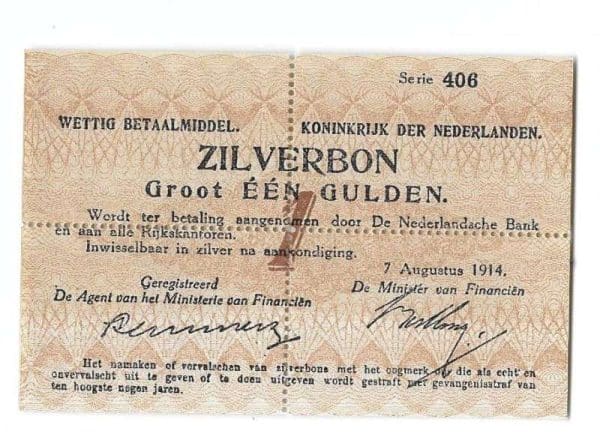 Serie 406
WETTIG BETAALMIDDEL. KONINKRIJK DER NEDERLANDEN.
ZILVERBON
Groot ÉÉN GULDEN.
1
Wordt ter betaling aangenomen door De Nederlandsche Bank
en aan alle Rijkskantoren.
Inwisselbaar in zilver na aankondiging.
7 Augustus 1914.
Geregistreerd
De Agent van het Ministerie van Financiën
De Minister van Financiën
Het namaken of vervalschen van zilverbons met het oogmerk om die als echt en
onvervalscht uit te geven of te doen uitgeven wordt gestraft met gevangenisstraf van
ten hoogste negen jaren.